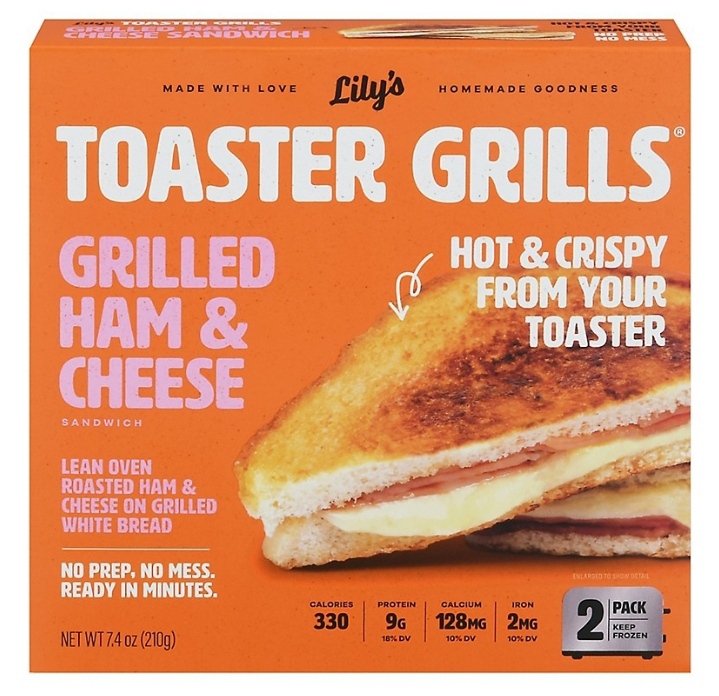 Lily's TOASTER GRILLS
GRILLED HAM &
CHEESE SANDWICH
HOT & CRISPY
FROM YOUR
TOASTER
NO PREP
NO MESS
MADE WITH LOVE Lily's HOMEMADE GOODNESS
TOASTER GRILLS®
GRILLED
HAM &
CHEESE
SANDWICH
HOT & CRISPY
FROM YOUR
TOASTER
LEAN OVEN
ROASTED HAM &
CHEESE ON GRILLED
WHITE BREAD
NO PREP, NO MESS.
READY IN MINUTES.
ENLARGED TO SHOW DETAIL
CALORIES
330
PROTEIN
9G
18% DV
CALCIUM
128MG
10% DV
IRON
2MG
10% DV
2 PACK
KEEP
FROZEN
NET WT 7.4 oz (210g)